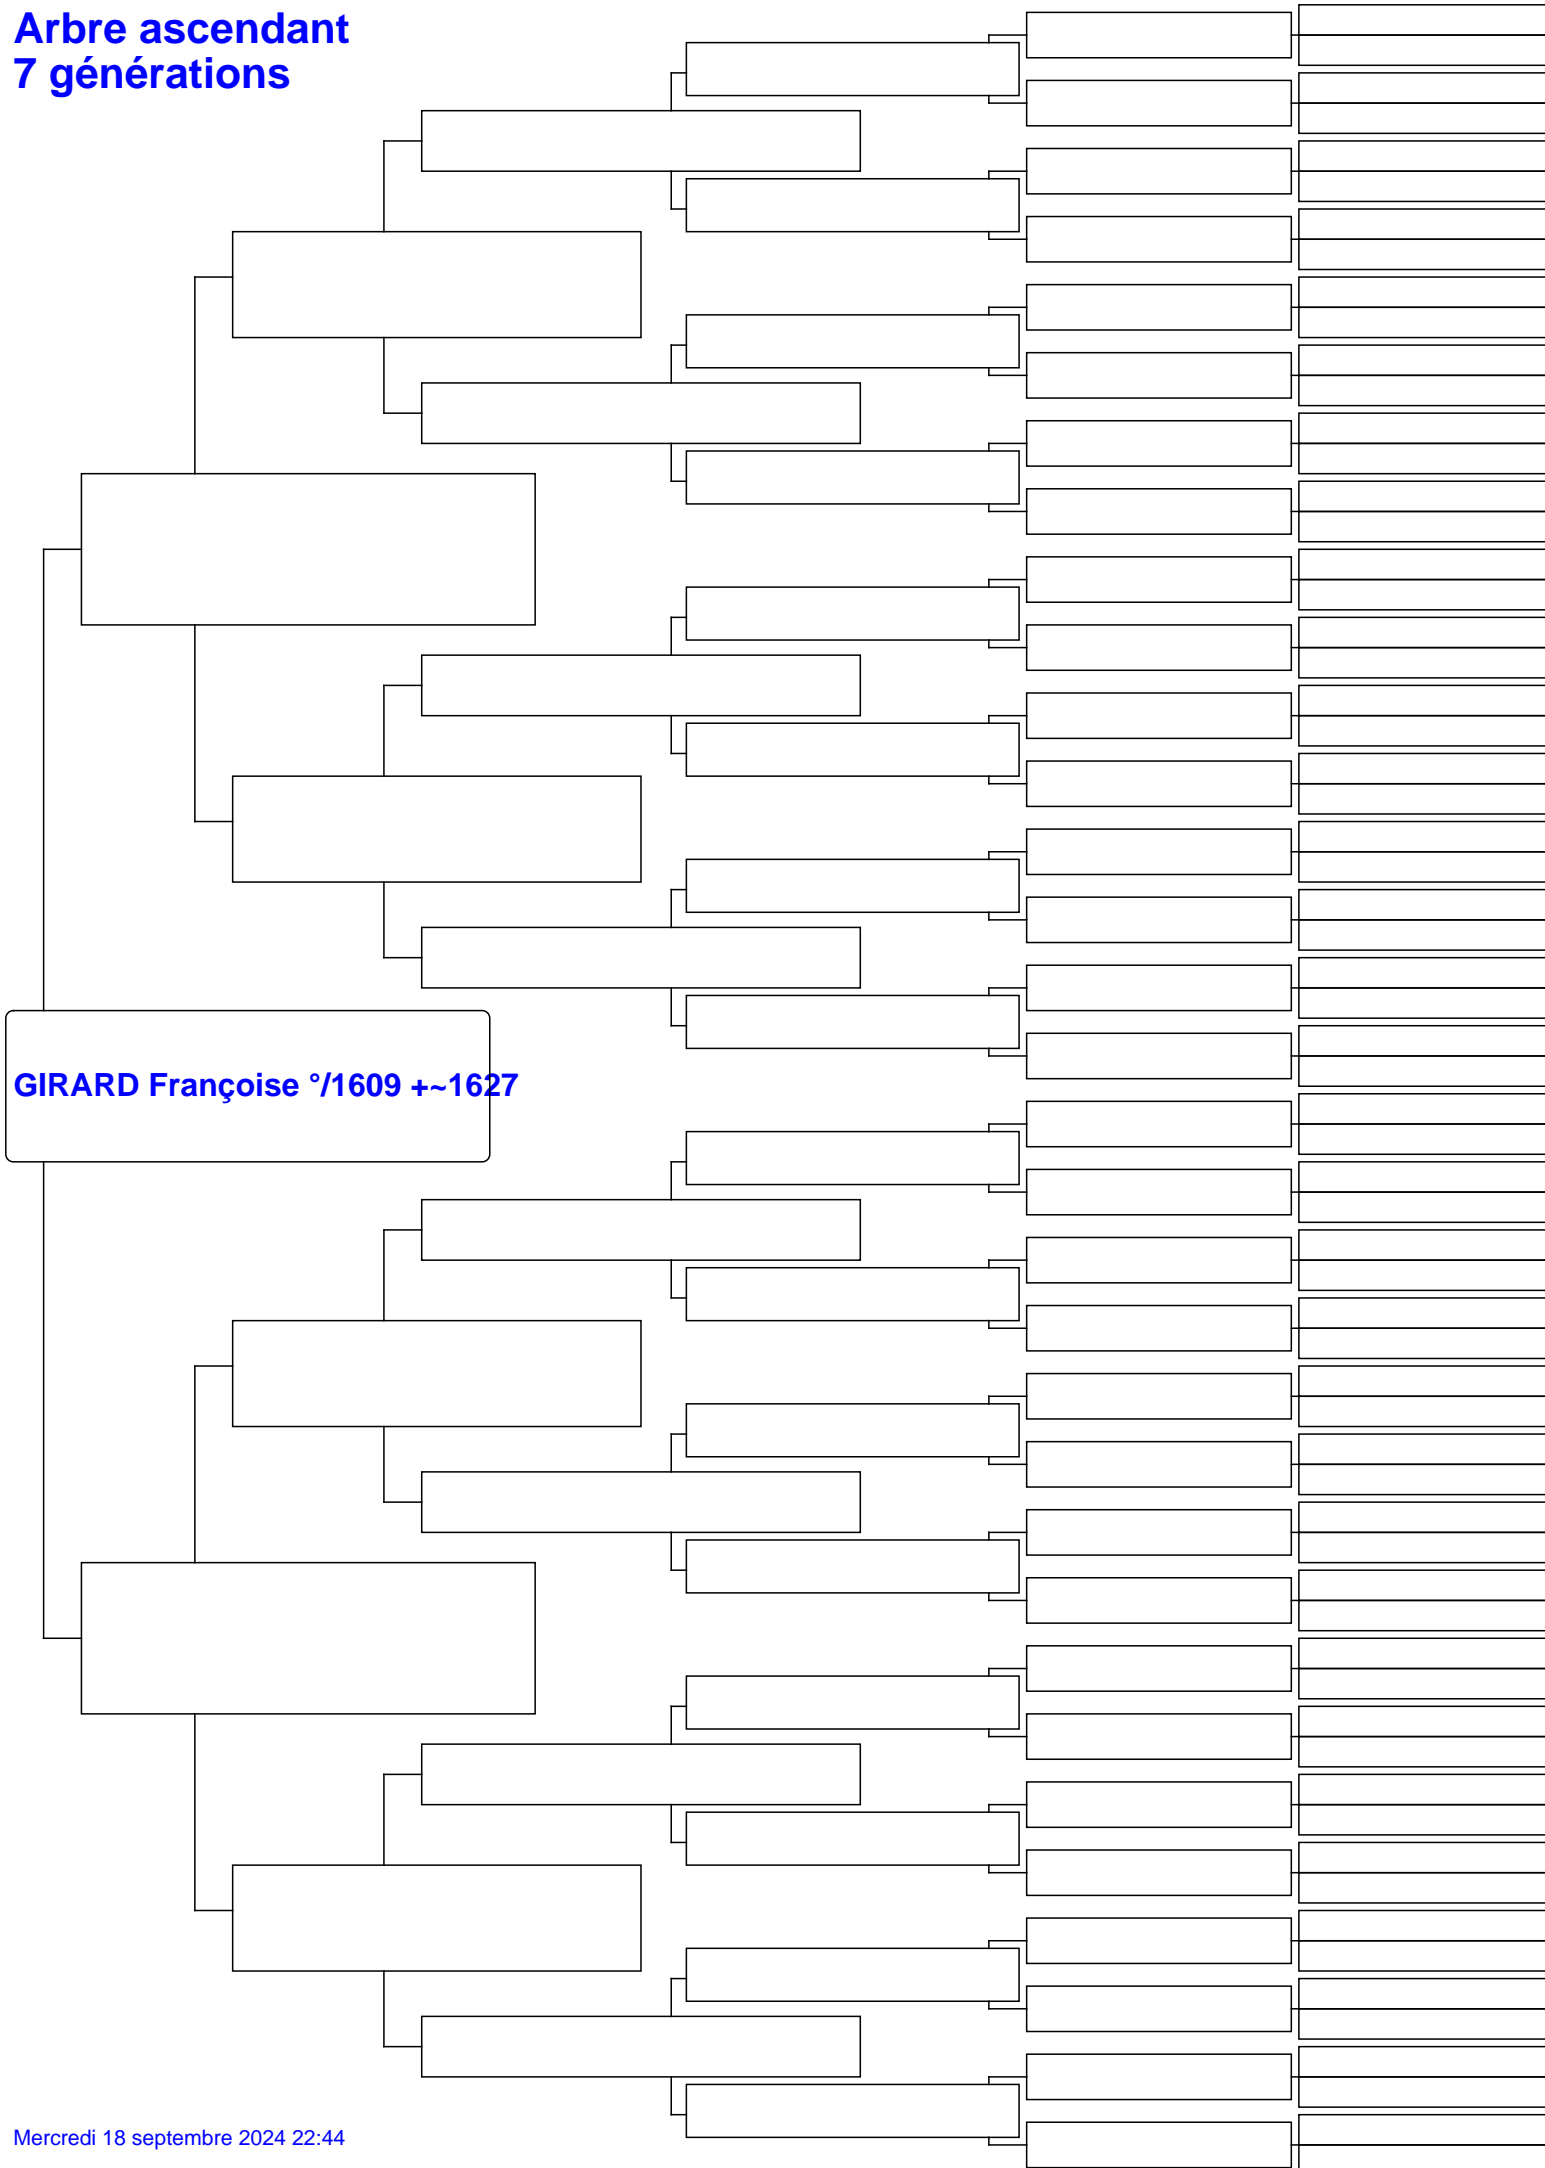 Arbre ascendant
7 générations
GIRARD Françoise °/1609 +~1627
Mercredi 18 septembre 2024 22:44